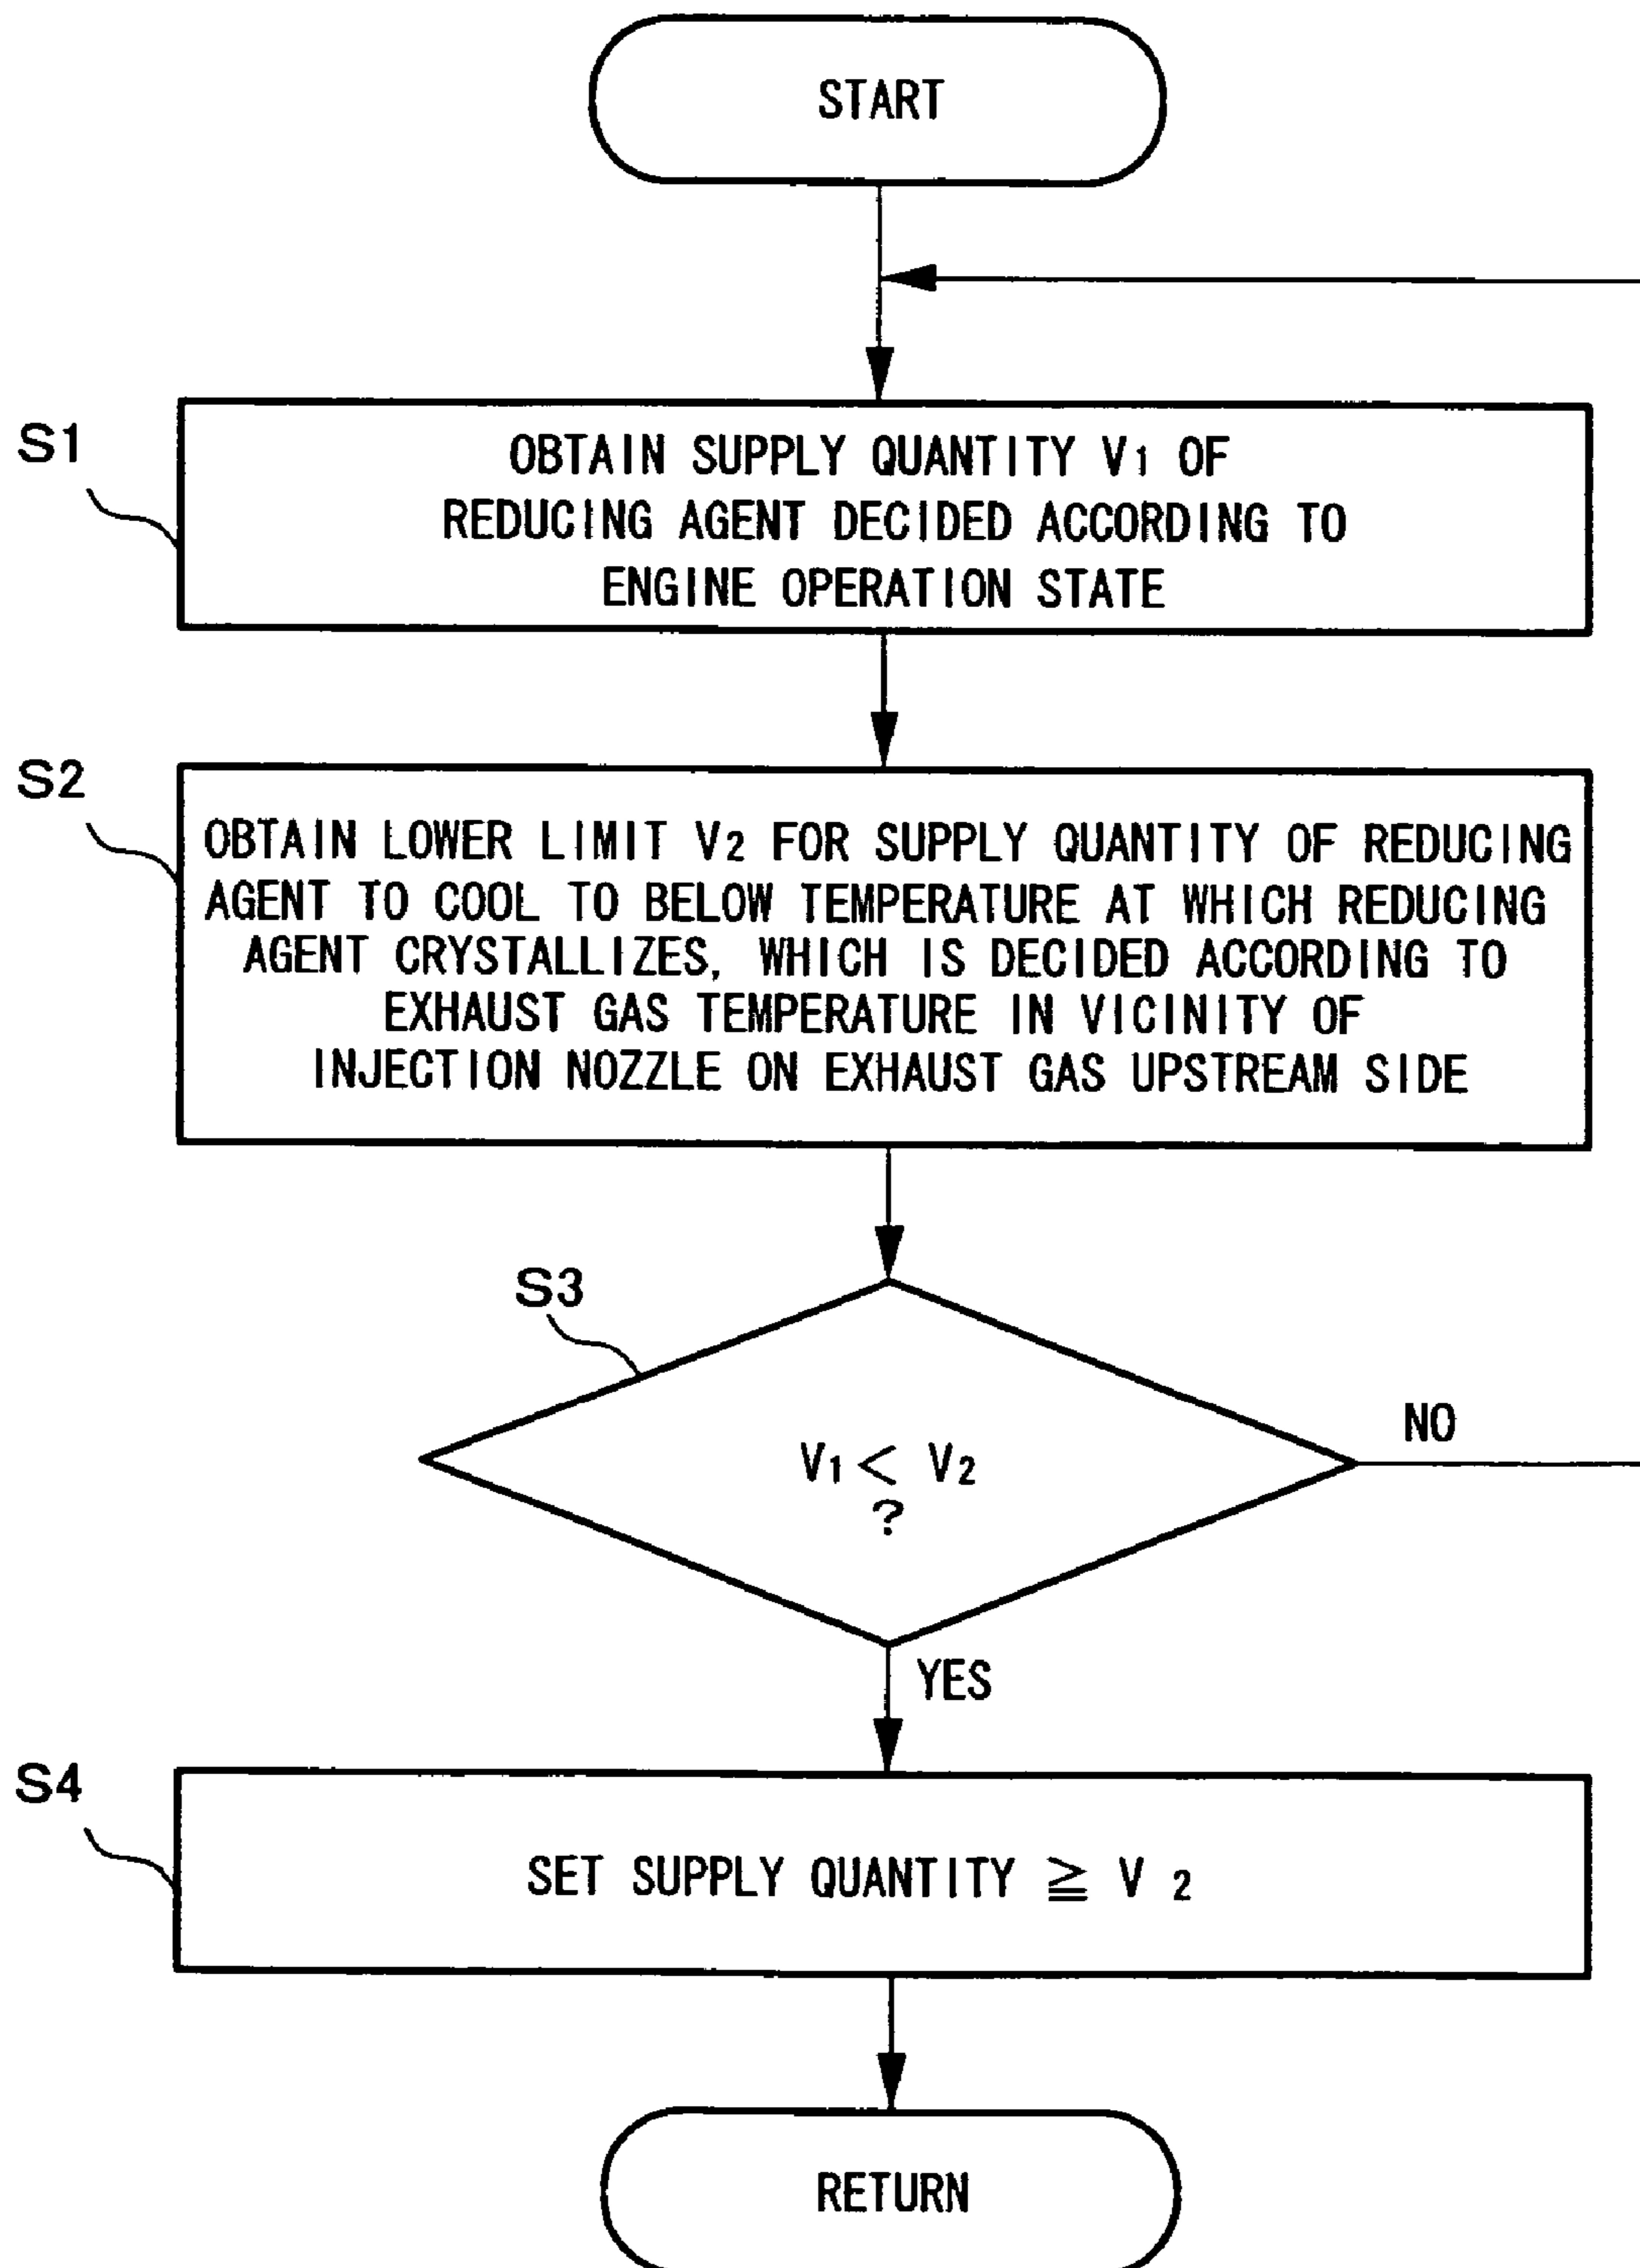 START
S1
OBTAIN SUPPLY QUANTITY V1 OF
REDUCING AGENT DECIDED ACCORDING TO
ENGINE OPERATION STATE
S2
OBTAIN LOWER LIMIT V2 FOR SUPPLY QUANTITY OF REDUCING
AGENT TO COOL TO BELOW TEMPERATURE AT WHICH REDUCING
AGENT CRYSTALLIZES, WHICH IS DECIDED ACCORDING TO
EXHAUST GAS TEMPERATURE IN VICINITY OF
INJECTION NOZZLE ON EXHAUST GAS UPSTREAM SIDE
S3
V1 < V2
?
NO
YES
S4
SET SUPPLY QUANTITY ≧ V 2
RETURN